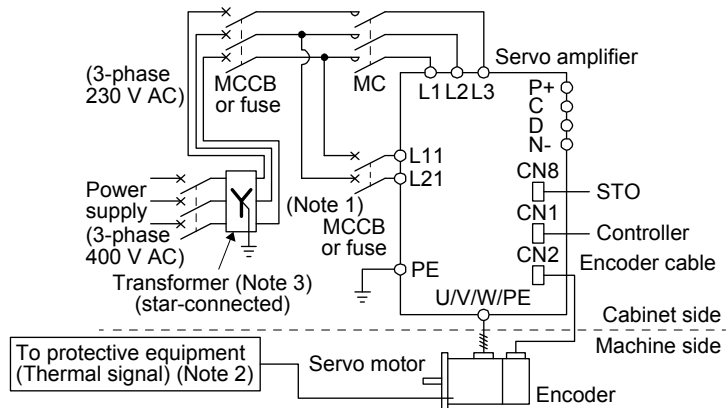 (3-phase
230 V AC)
MCCB
or fuse
MC
Servo amplifier
L1
L2
L3
P+
C
D
N-
L11
L21
(Note 1)
MCCB
or fuse
Power
supply
(3-phase
400 V AC)
Transformer (Note 3)
(star-connected)
PE
CN8
STO
CN1
Controller
CN2
Encoder cable
U/V/W/PE
Cabinet side
Machine side
To protective equipment
(Thermal signal) (Note 2)
Servo motor
Encoder